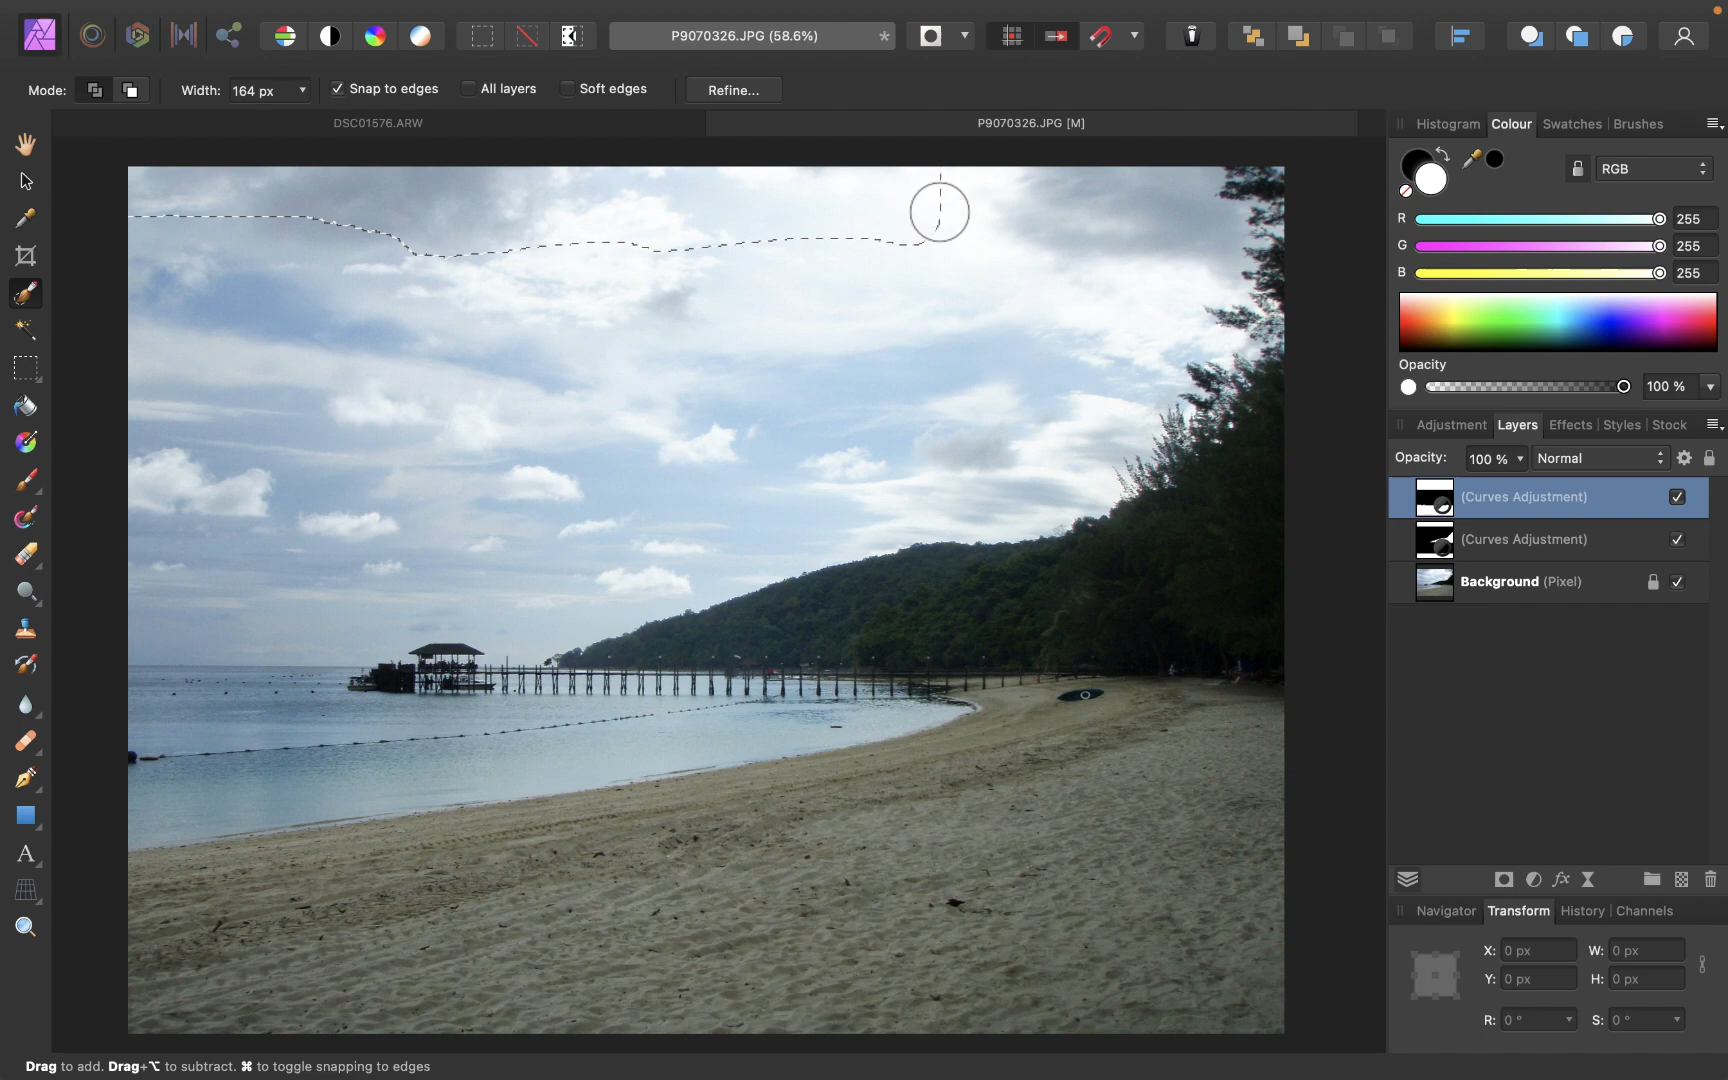 P9070326.JPG (58.6%) *
Mode: Width: 164 px Snap to edges All layers Soft edges Refine...
DSC01576.ARW P9070326.JPG [M]
Histogram Colour Swatches Brushes
RGB
R 255
G 255
B 255
Opacity
100 %
Adjustment Layers Effects Styles Stock
Opacity: 100 % Normal
(Curves Adjustment)
(Curves Adjustment)
Background (Pixel)
fx
Navigator Transform History Channels
X: 0 px W: 0 px
Y: 0 px H: 0 px
R: 0 ° S: 0 °
A
Drag to add. Drag+⌥ to subtract. ⌘ to toggle snapping to edges